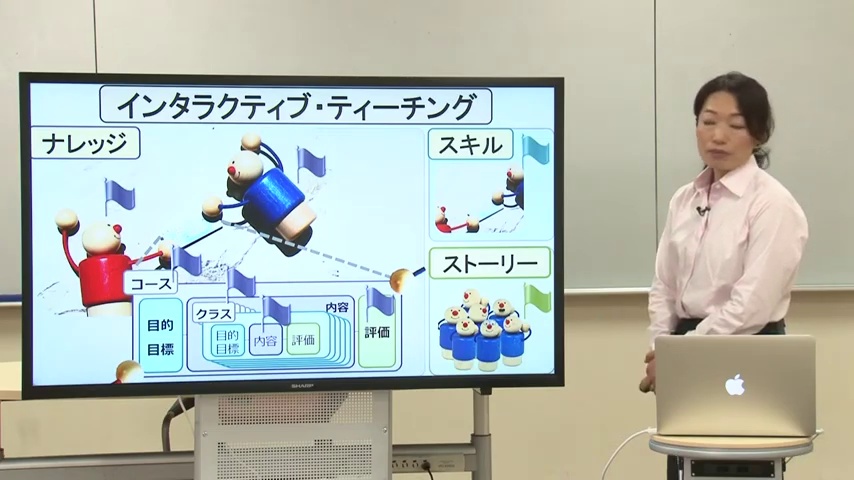 インタラクティブ・ティーチング
ナレッジ
スキル
ストーリー
コース
目的
目標
クラス
目的
目標
内容
評価
内容
評価
SHARP